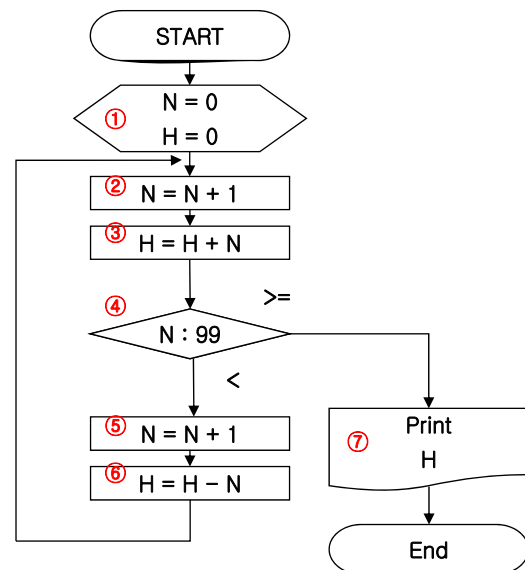 START
① N = 0
H = 0
② N = N + 1
③ H = H + N
④ N : 99
>=
<
⑤ N = N + 1
⑥ H = H – N
⑦ Print
H
End